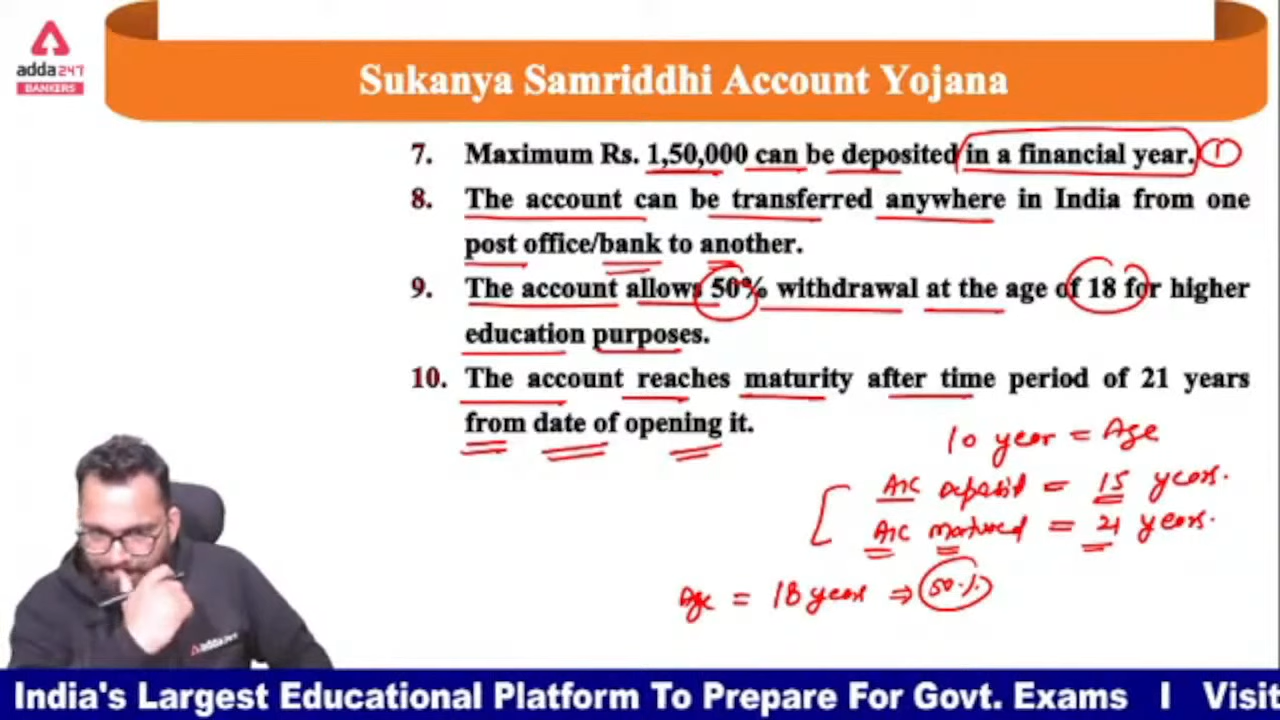 adda247
BANKERS
Sukanya Samriddhi Account Yojana
7. Maximum Rs. 1,50,000 can be deposited in a financial year. 1
8. The account can be transferred anywhere in India from one
post office/bank to another.
9. The account allows 50% withdrawal at the age of 18 for higher
education purposes.
10. The account reaches maturity after time period of 21 years
from date of opening it.
10 year = Age
A/C deposit = 15 years.
A/C matured = 21 years.
Age = 18 years ⇒ 50%
adda247
India's Largest Educational Platform To Prepare For Govt. Exams I Visit